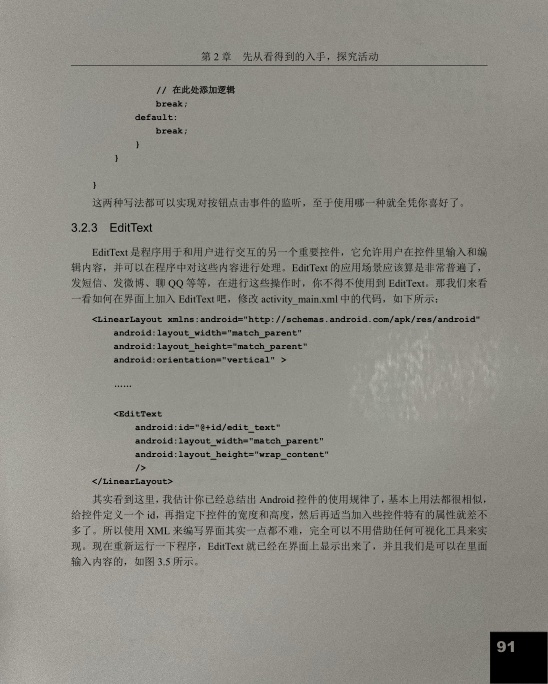 第 2 章　先从看得到的入手，探究活动
// 在此处添加逻辑
break;
default:
break;
}
}
}
这两种写法都可以实现对按钮点击事件的监听，至于使用哪一种就全凭你喜好了。
3.2.3　EditText
EditText 是程序用于和用户进行交互的另一个重要控件，它允许用户在控件里输入和编
辑内容，并可以在程序中对这些内容进行处理。EditText 的应用场景应该算是非常普遍了，
发短信、发微博、聊 QQ 等等，在进行这些操作时，你不得不使用到 EditText。那我们来看
一看如何在界面上加入 EditText 吧，修改 activity_main.xml 中的代码，如下所示：
<LinearLayout xmlns:android="http://schemas.android.com/apk/res/android"
android:layout_width="match_parent"
android:layout_height="match_parent"
android:orientation="vertical" >
……
<EditText
android:id="@+id/edit_text"
android:layout_width="match_parent"
android:layout_height="wrap_content"
/>
</LinearLayout>
其实看到这里，我估计你已经总结出 Android 控件的使用规律了，基本上用法都很相似，
给控件定义一个 id，再指定下控件的宽度和高度，然后再适当加入些控件特有的属性就差不
多了。所以使用 XML 来编写界面其实一点都不难，完全可以不用借助任何可视化工具来实
现。现在重新运行一下程序，EditText 就已经在界面上显示出来了，并且我们是可以在里面
输入内容的，如图 3.5 所示。
91